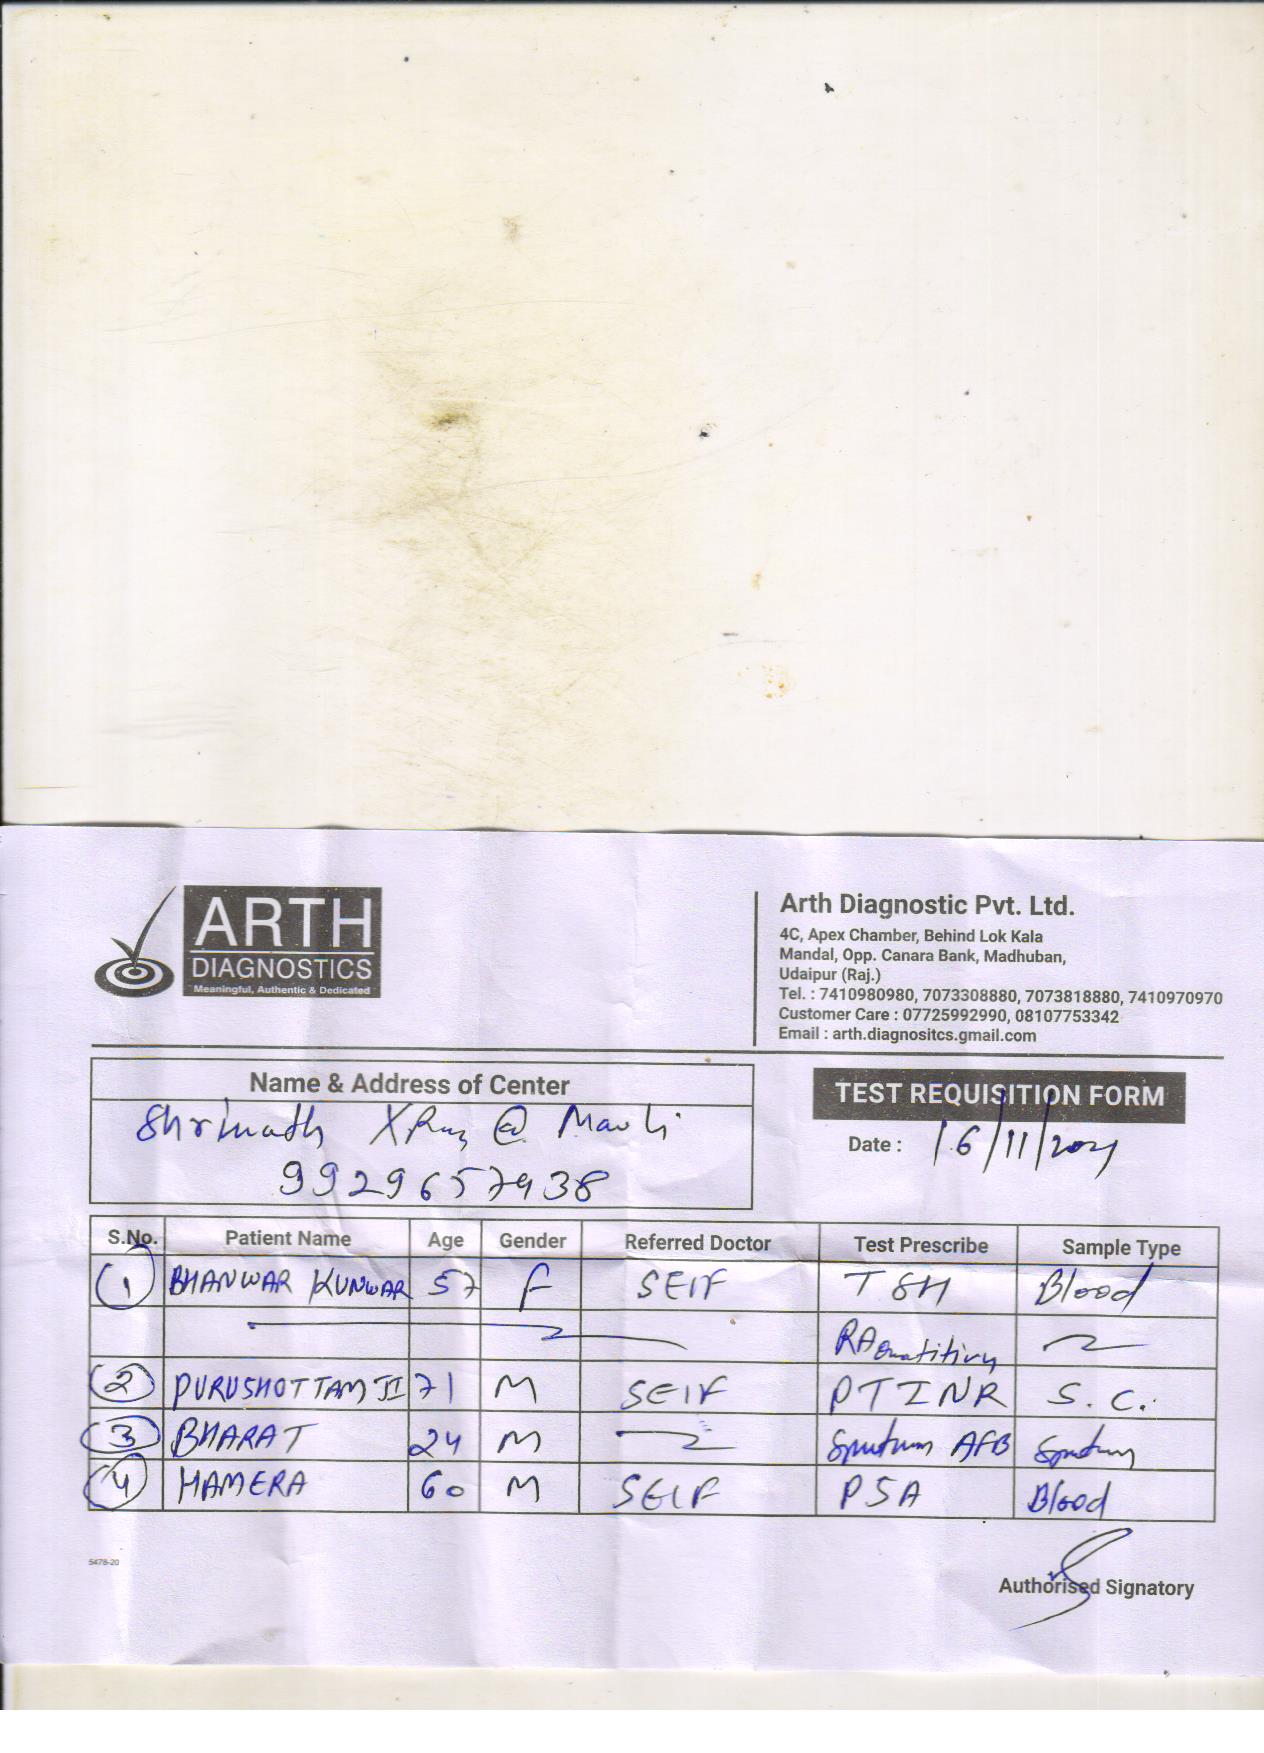 ARTH
DIAGNOSTICS
Meaningful, Authentic & Dedicated
Arth Diagnostic Pvt. Ltd.
4C, Apex Chamber, Behind Lok Kala
Mandal, Opp. Canara Bank, Madhuban,
Udaipur (Raj.)
Tel. : 7410980980, 7073308880, 7073818880, 7410970970
Customer Care : 07725992990, 08107753342
Email : arth.diagnositcs.gmail.com
Name & Address of Center
Shrinath XRay @ Mavli
9929657938
TEST REQUISITION FORM
Date : 16/11/2021
S.No. Patient Name Age Gender Referred Doctor Test Prescribe Sample Type
1 BHANWAR KUNWAR 57 F SELF TSH Blood
RA
2 PURUSHOTTAM JI 71 M SELF PTINR S.C.
3 BHARAT 24 M Sputum AFB Sputum
4 HAMERA 60 M SELF PSA Blood
5478-20
Authorised Signatory